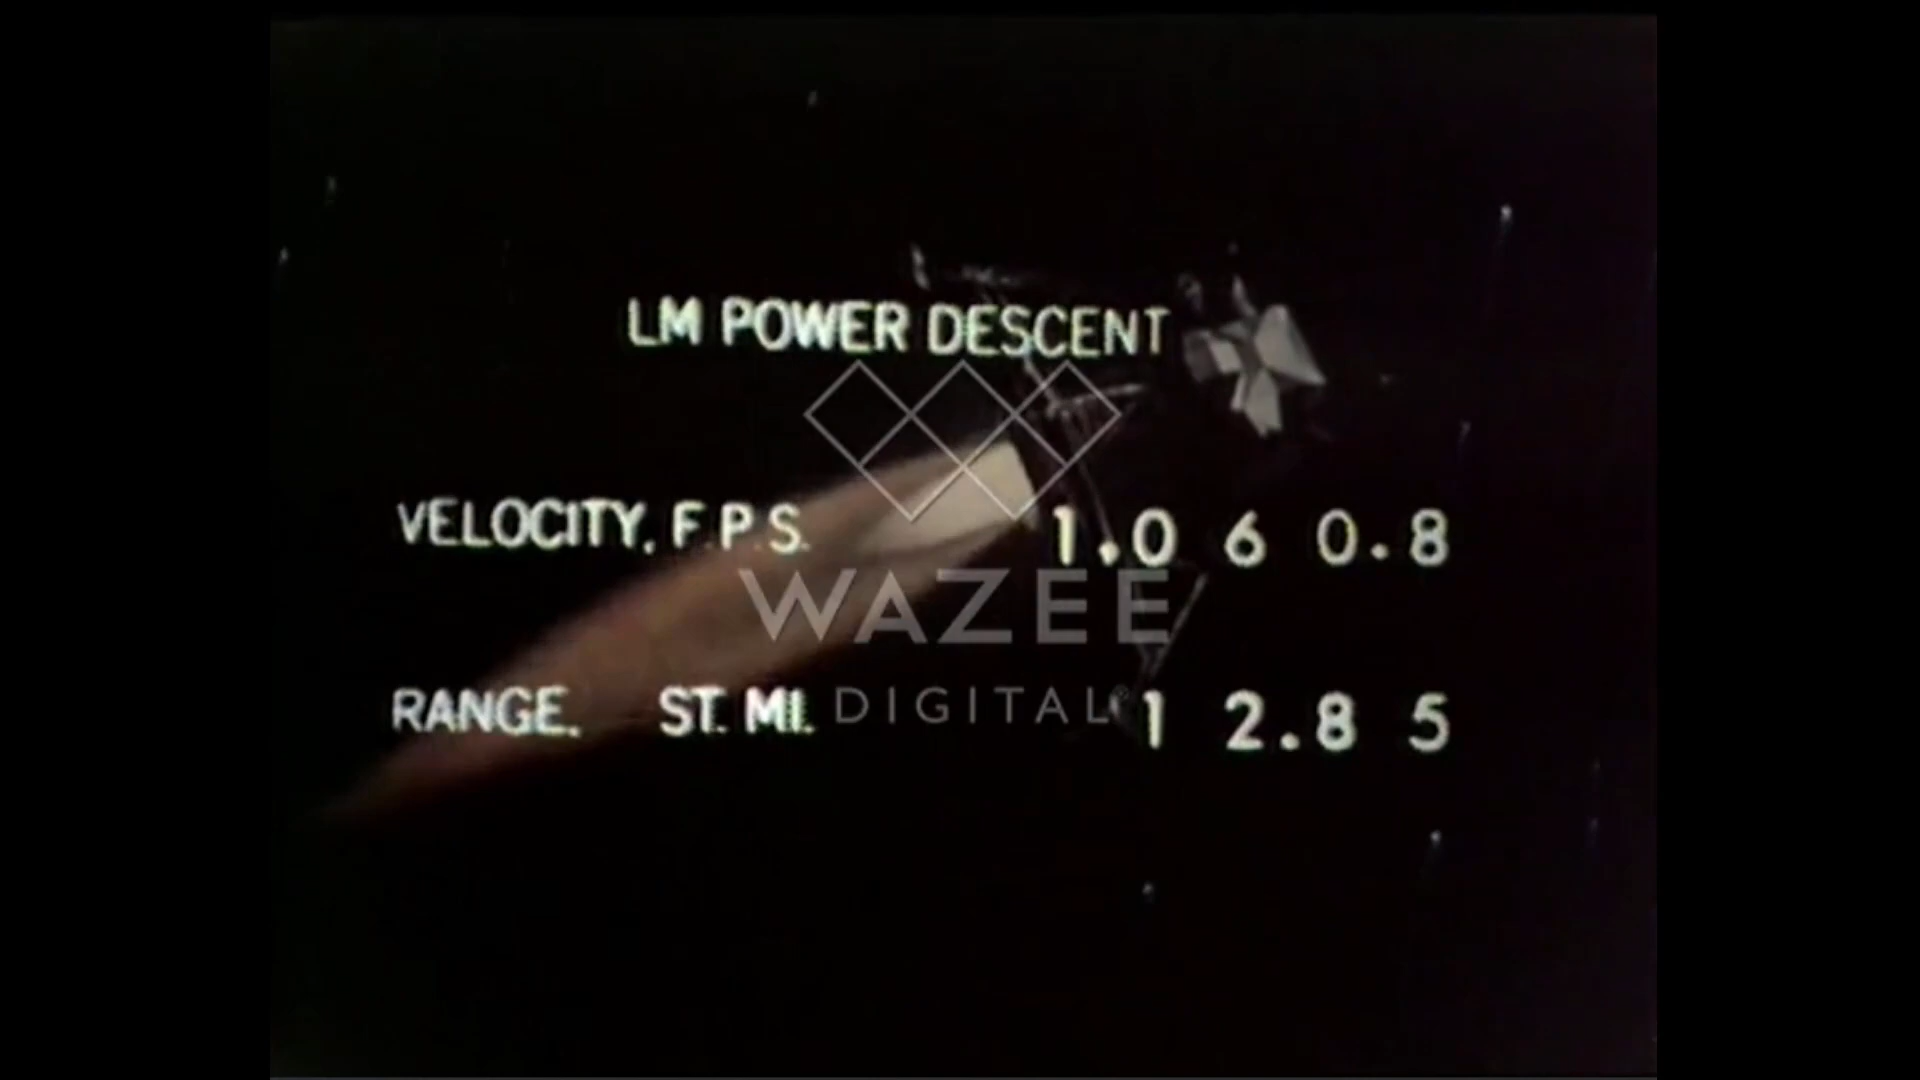 LM POWER DESCENT
VELOCITY, F.P.S. 1.0 6 0.8
WAZEE
RANGE. ST. MI. 1 2.8 5
DIGITAL®